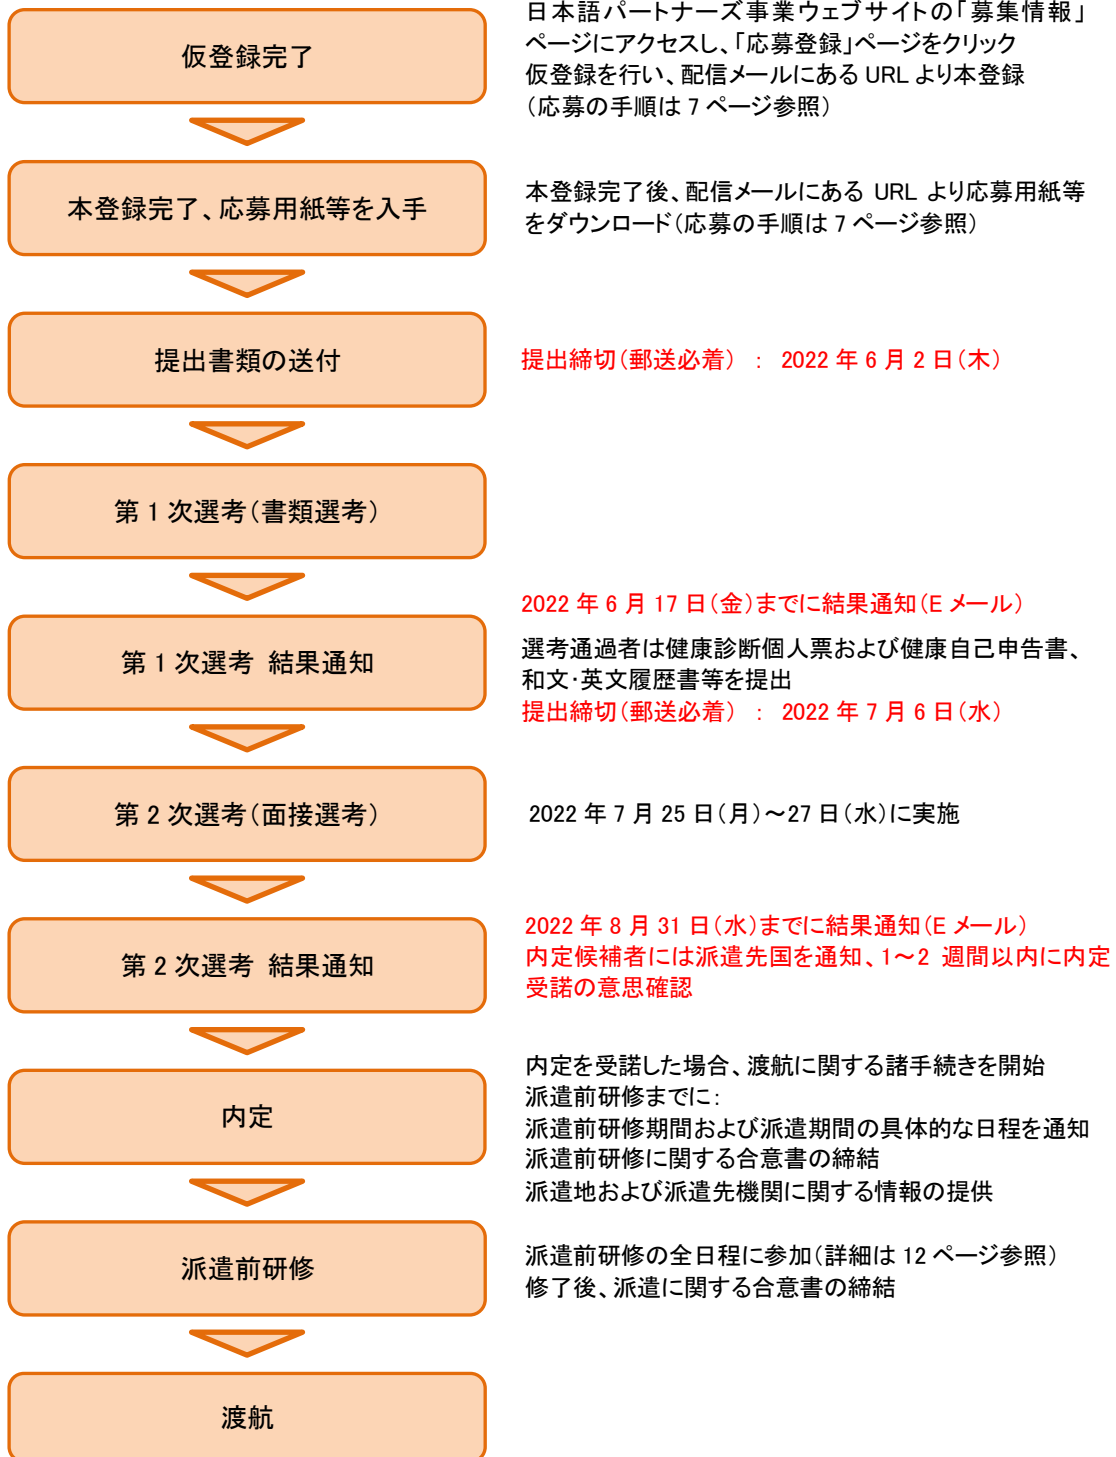 仮登録完了
日本語パートナーズ事業ウェブサイトの「募集情報」
ページにアクセスし、「応募登録」ページをクリック
仮登録を行い、配信メールにある URL より本登録
（応募の手順は 7 ページ参照）
本登録完了、応募用紙等を入手
本登録完了後、配信メールにある URL より応募用紙等
をダウンロード（応募の手順は 7 ページ参照）
提出書類の送付
提出締切（郵送必着） ： 2022 年 6 月 2 日（木）
第 1 次選考（書類選考）
第 1 次選考 結果通知
2022 年 6 月 17 日（金）までに結果通知（E メール）
選考通過者は健康診断個人票および健康自己申告書、
和文・英文履歴書等を提出
提出締切（郵送必着） ： 2022 年 7 月 6 日（水）
第 2 次選考（面接選考）
2022 年 7 月 25 日（月）～27 日（水）に実施
第 2 次選考 結果通知
2022 年 8 月 31 日（水）までに結果通知（E メール）
内定候補者には派遣先国を通知、1～2 週間以内に内定
受諾の意思確認
内定
内定を受諾した場合、渡航に関する諸手続きを開始
派遣前研修までに：
派遣前研修期間および派遣期間の具体的な日程を通知
派遣前研修に関する合意書の締結
派遣地および派遣先機関に関する情報の提供
派遣前研修
派遣前研修の全日程に参加（詳細は 12 ページ参照）
修了後、派遣に関する合意書の締結
渡航